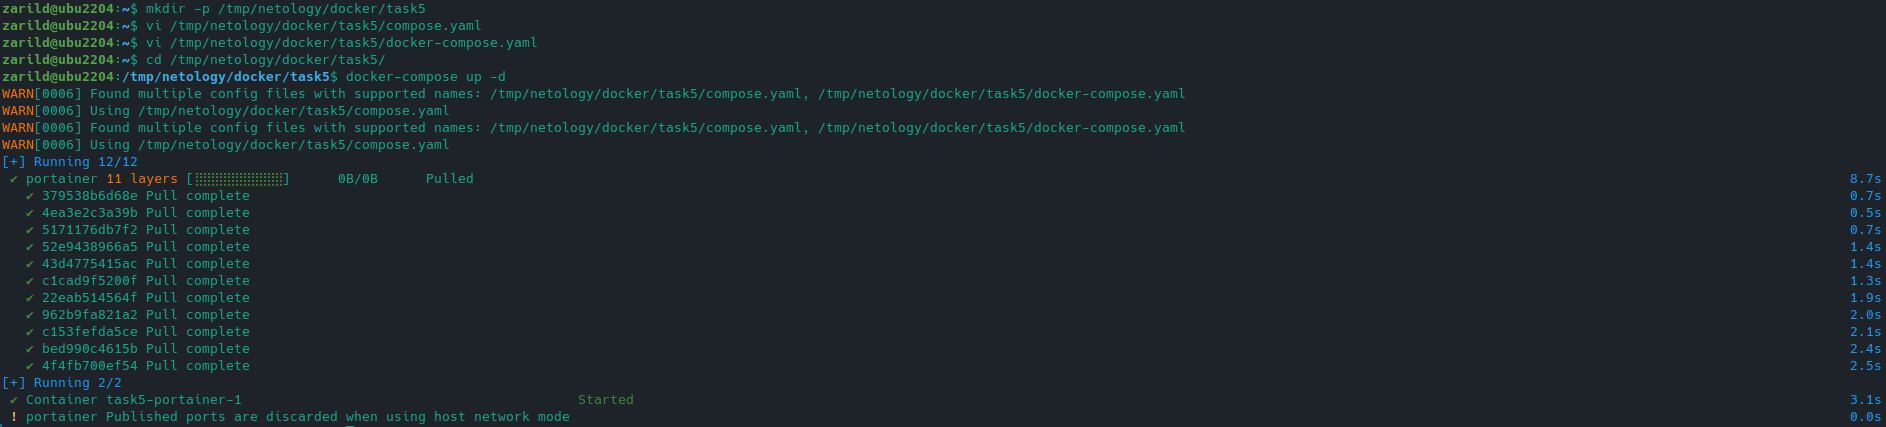 zarild@ubu2204:~$ mkdir -p /tmp/netology/docker/task5
zarild@ubu2204:~$ vi /tmp/netology/docker/task5/compose.yaml
zarild@ubu2204:~$ vi /tmp/netology/docker/task5/docker-compose.yaml
zarild@ubu2204:~$ cd /tmp/netology/docker/task5/
zarild@ubu2204:/tmp/netology/docker/task5$ docker-compose up -d
WARN[0006] Found multiple config files with supported names: /tmp/netology/docker/task5/compose.yaml, /tmp/netology/docker/task5/docker-compose.yaml
WARN[0006] Using /tmp/netology/docker/task5/compose.yaml
WARN[0006] Found multiple config files with supported names: /tmp/netology/docker/task5/compose.yaml, /tmp/netology/docker/task5/docker-compose.yaml
WARN[0006] Using /tmp/netology/docker/task5/compose.yaml
[+] Running 12/12
✔ portainer 11 layers [⣿⣿⣿⣿⣿⣿⣿⣿⣿⣿⣿] 0B/0B Pulled 8.7s
✔ 379538b6d68e Pull complete 0.7s
✔ 4ea3e2c3a39b Pull complete 0.5s
✔ 5171176db7f2 Pull complete 0.7s
✔ 52e9438966a5 Pull complete 1.4s
✔ 43d4775415ac Pull complete 1.4s
✔ c1cad9f5200f Pull complete 1.3s
✔ 22eab514564f Pull complete 1.9s
✔ 962b9fa821a2 Pull complete 2.0s
✔ c153fefda5ce Pull complete 2.1s
✔ bed990c4615b Pull complete 2.4s
✔ 4f4fb700ef54 Pull complete 2.5s
[+] Running 2/2
✔ Container task5-portainer-1 Started 3.1s
! portainer Published ports are discarded when using host network mode 0.0s